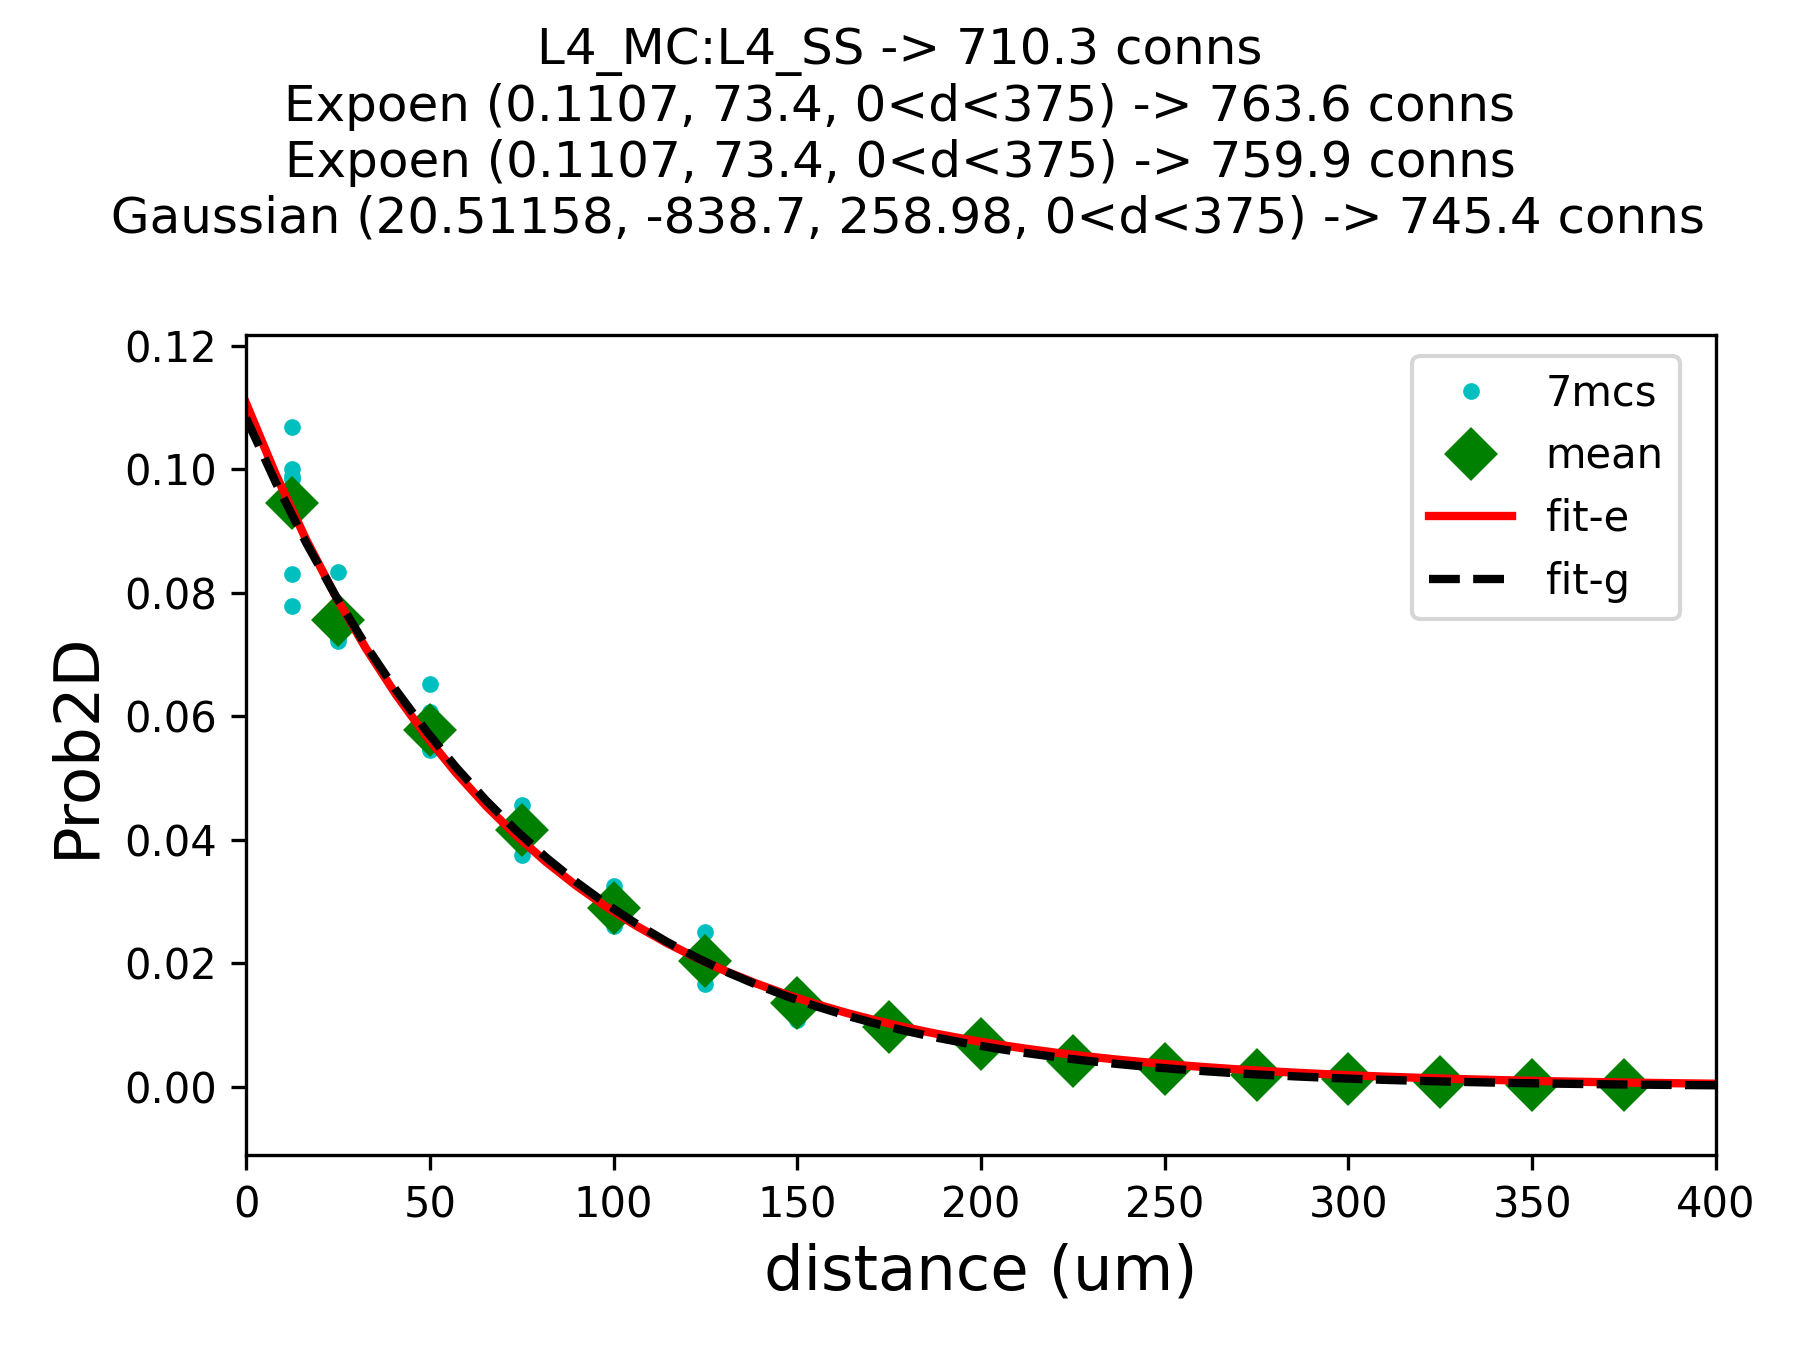 L4_MC:L4_SS -> 710.3 conns
Expoen (0.1107, 73.4, 0<d<375) -> 763.6 conns
Expoen (0.1107, 73.4, 0<d<375) -> 759.9 conns
Gaussian (20.51158, -838.7, 258.98, 0<d<375) -> 745.4 conns
0.12
0.10
0.08
0.06
0.04
0.02
0.00
Prob2D
7mcs
mean
fit-e
fit-g
0 50 100 150 200 250 300 350 400
distance (um)